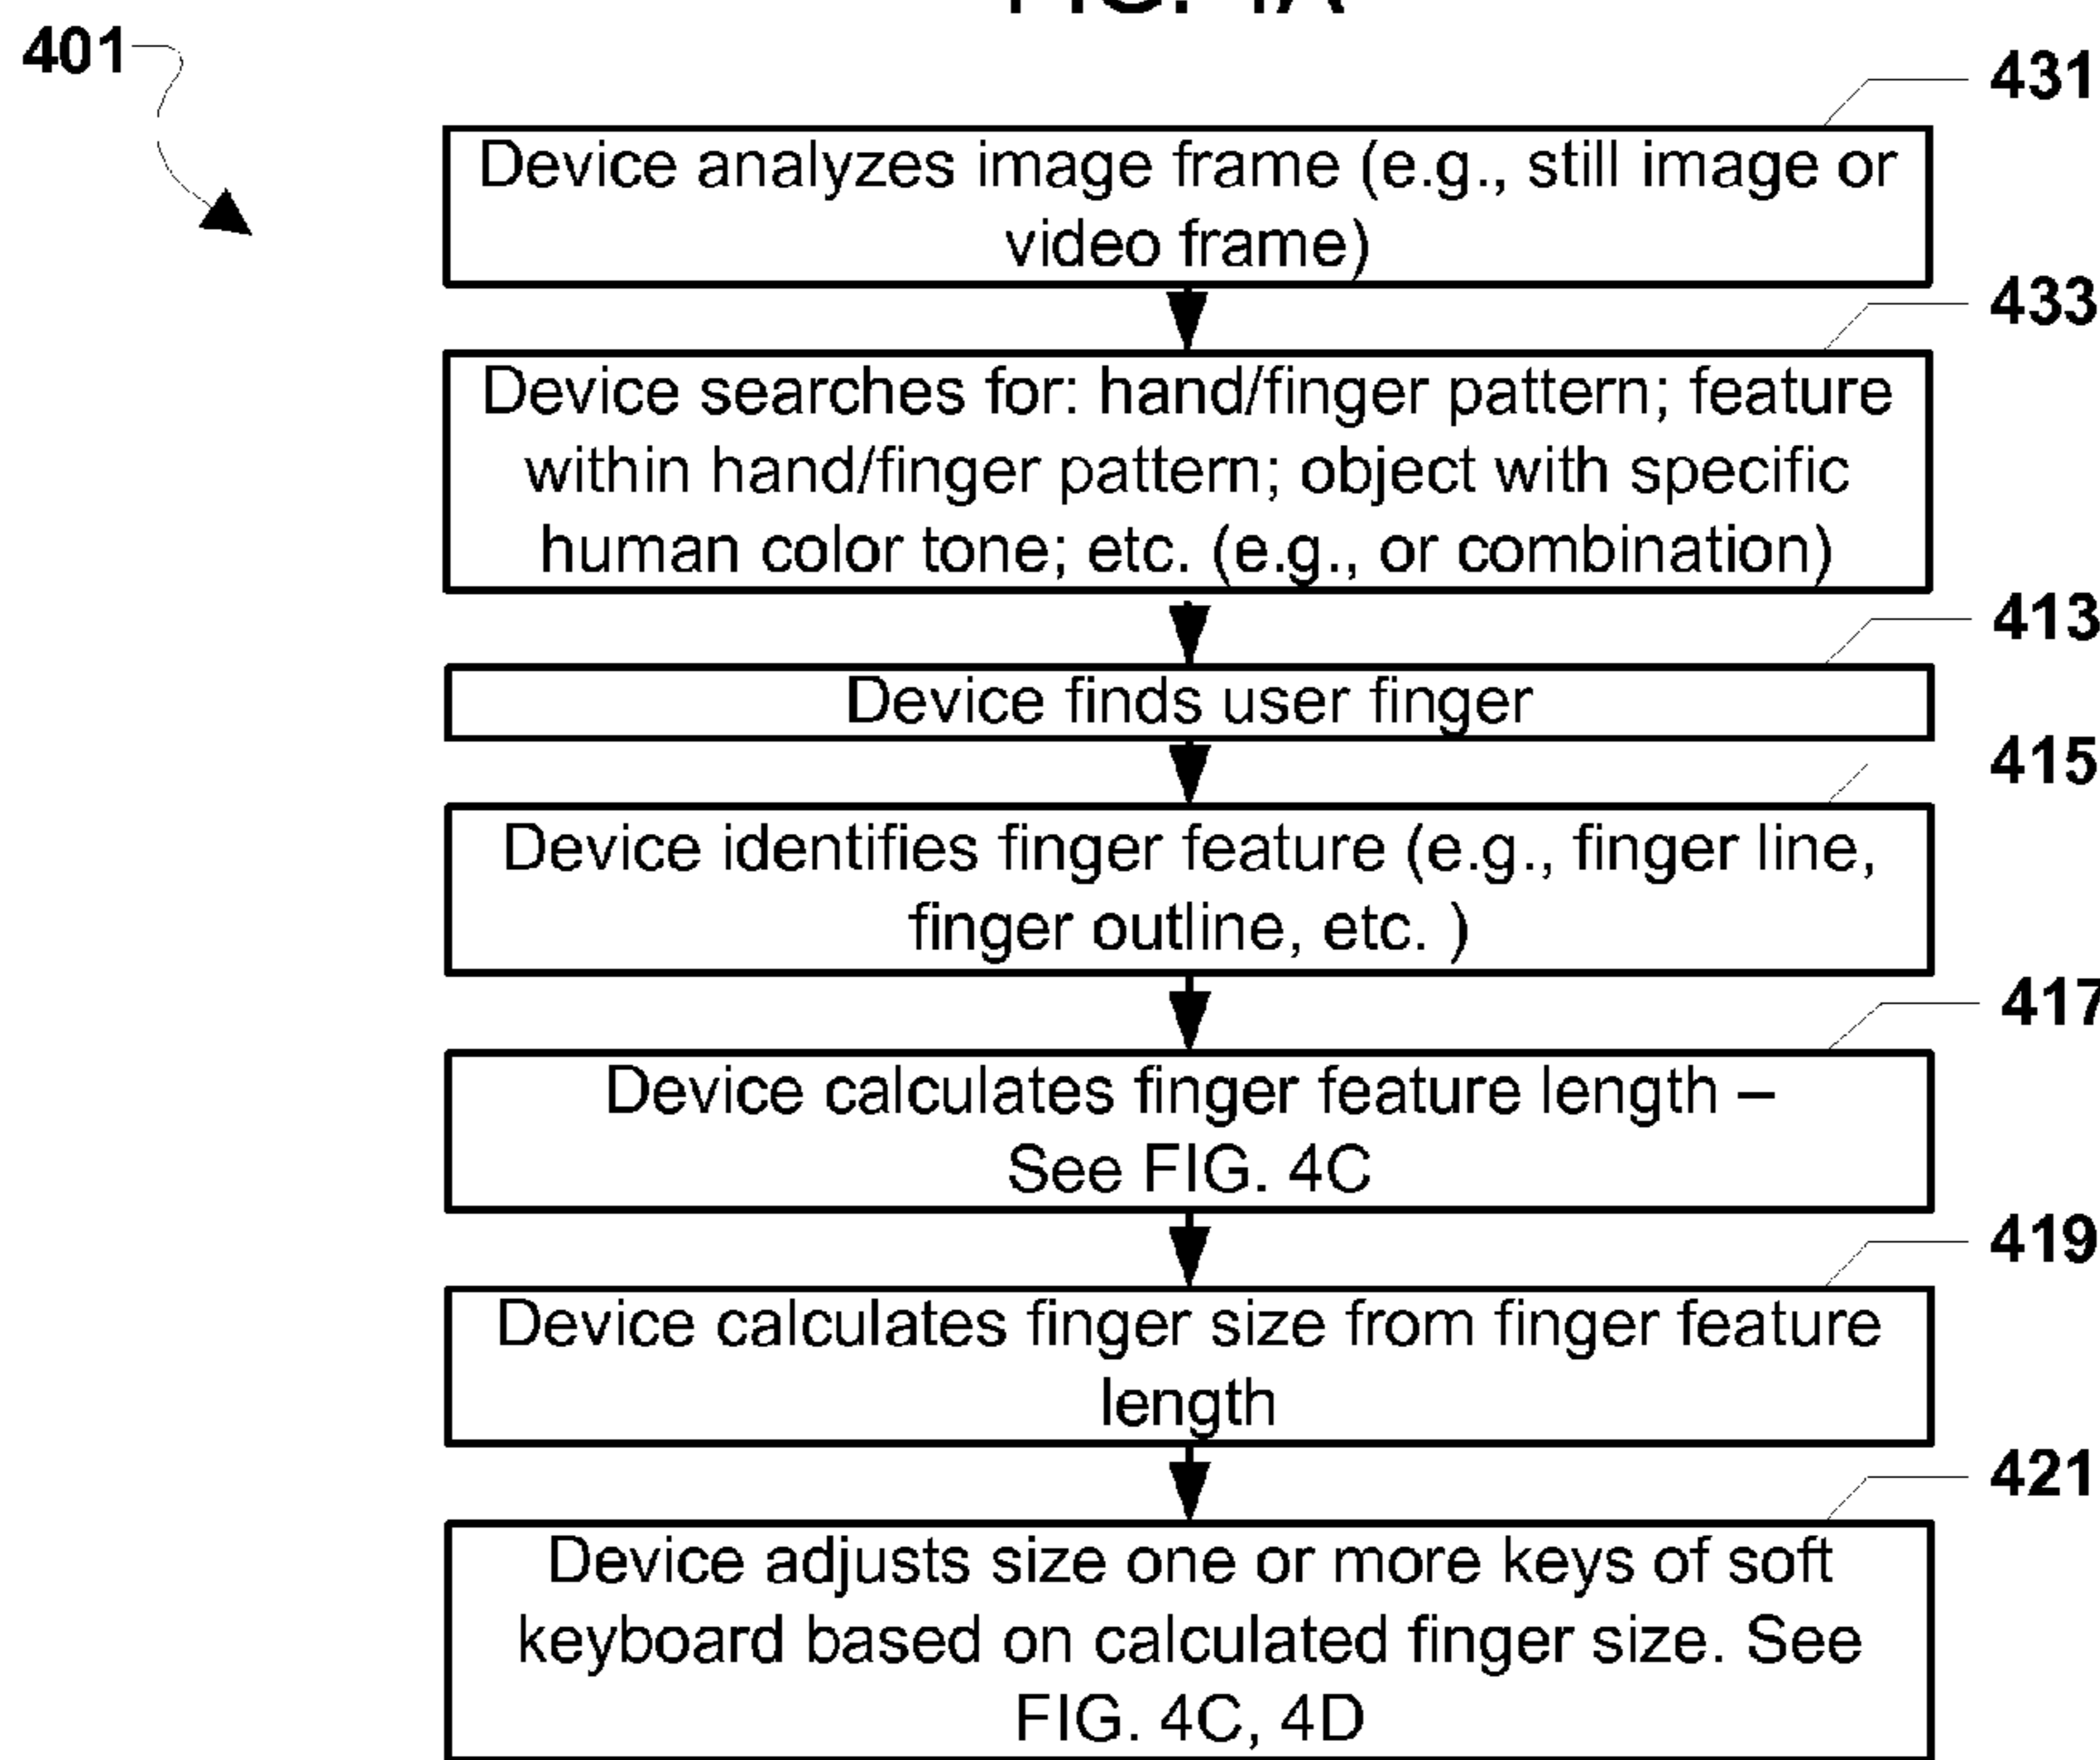 FIG. 4A
401
431
Device analyzes image frame (e.g., still image or
video frame)
433
Device searches for: hand/finger pattern; feature
within hand/finger pattern; object with specific
human color tone; etc. (e.g., or combination)
413
Device finds user finger
415
Device identifies finger feature (e.g., finger line,
finger outline, etc. )
417
Device calculates finger feature length –
See FIG. 4C
419
Device calculates finger size from finger feature
length
421
Device adjusts size one or more keys of soft
keyboard based on calculated finger size. See
FIG. 4C, 4D